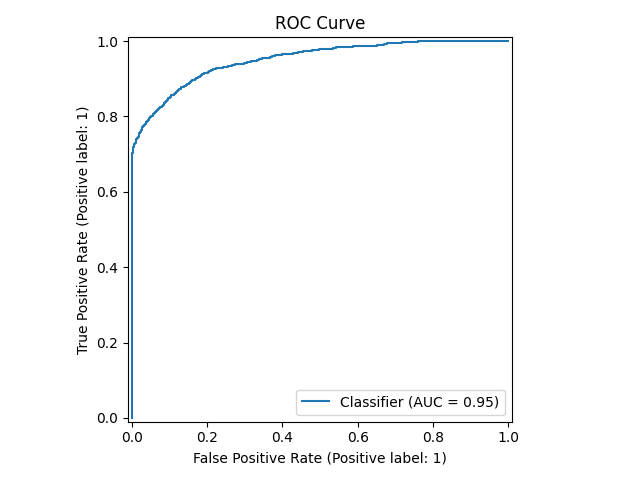 ROC Curve
True Positive Rate (Positive label: 1)
1.0
0.8
0.6
0.4
0.2
0.0
Classifier (AUC = 0.95)
0.0 0.2 0.4 0.6 0.8 1.0
False Positive Rate (Positive label: 1)